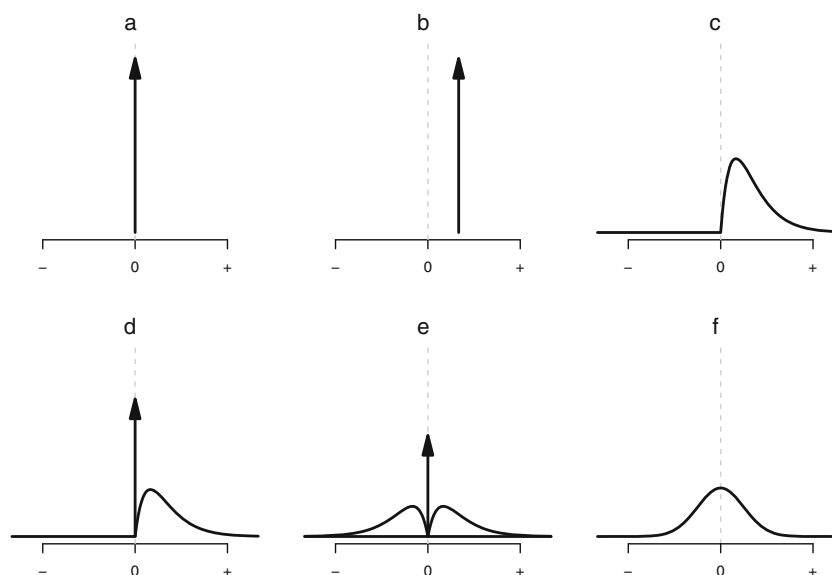 a b c
– 0 + – 0 + – 0 +
d e f
– 0 + – 0 + – 0 +